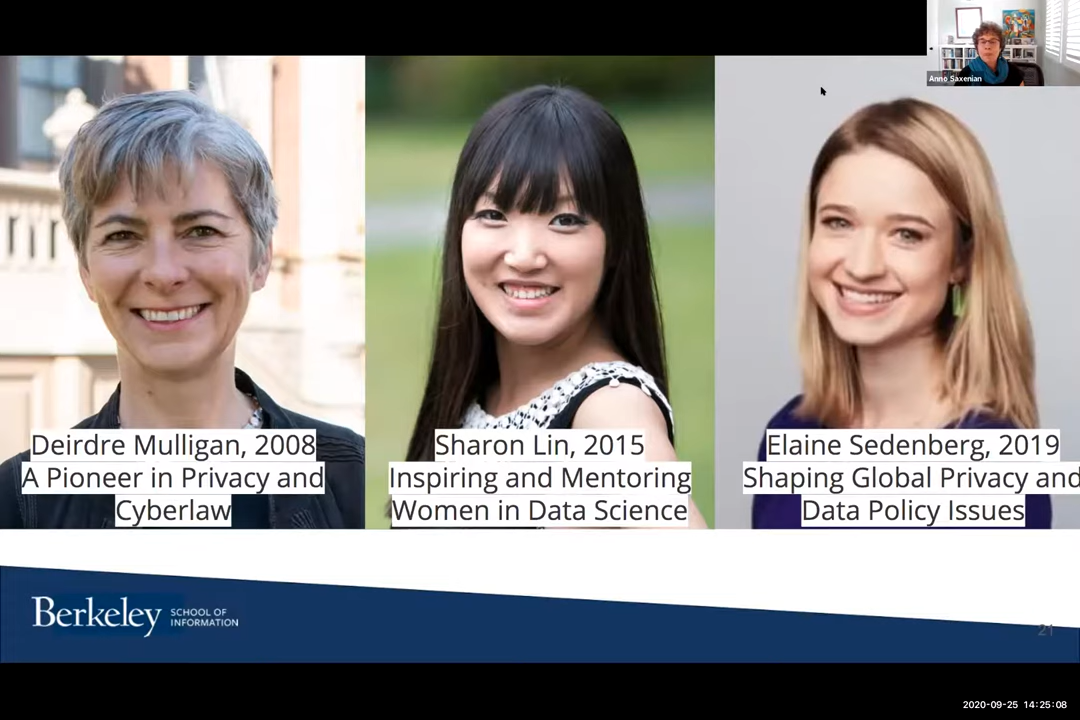 Anno Saxenian
Deirdre Mulligan, 2008
A Pioneer in Privacy and
Cyberlaw
Sharon Lin, 2015
Inspiring and Mentoring
Women in Data Science
Elaine Sedenberg, 2019
Shaping Global Privacy and
Data Policy Issues
Berkeley
SCHOOL OF
INFORMATION
21
2020-09-25 14:25:08